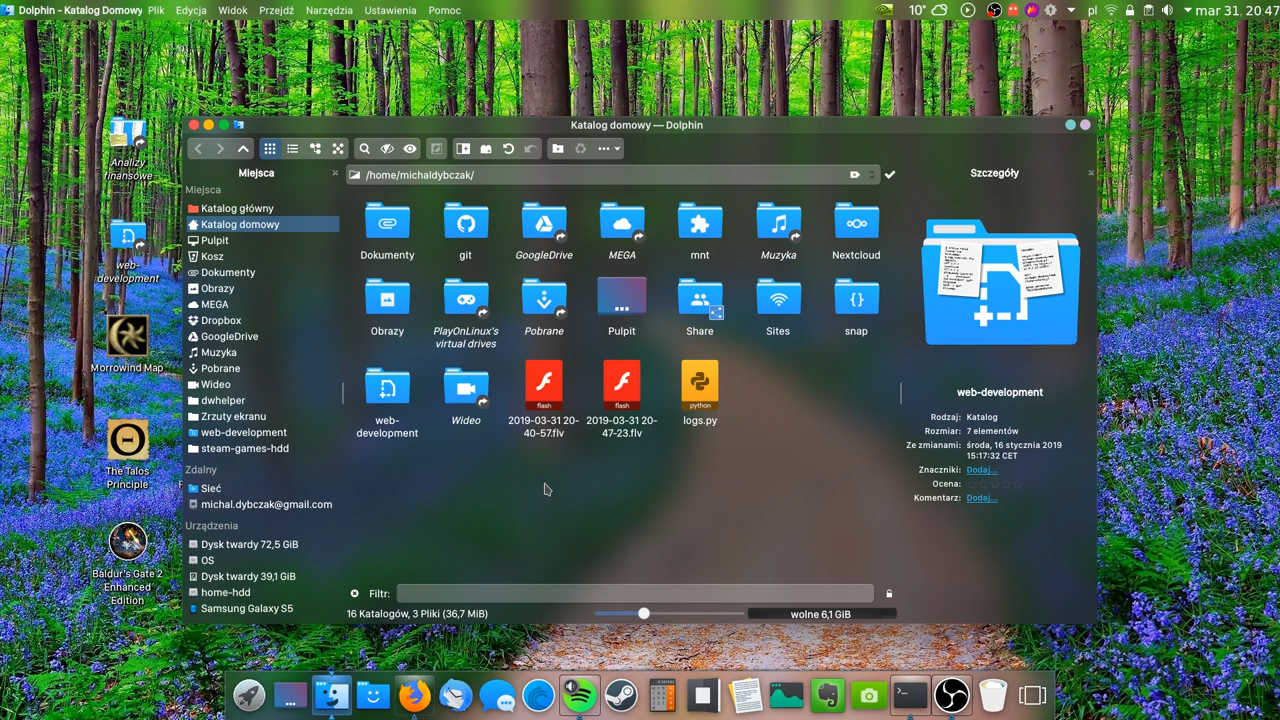 Dolphin - Katalog Domowy Plik Edycja Widok Przejdź Narzędzia Ustawienia Pomoc 10° pl mar 31, 20:47
Katalog domowy — Dolphin
Analizy
finansowe
web-
development
Morrowind Map
The Talos
Principle
Baldur's Gate 2
Enhanced
Edition
Miejsca
Miejsca
Katalog główny
Katalog domowy
Pulpit
Kosz
Dokumenty
Obrazy
MEGA
Dropbox
GoogleDrive
Muzyka
Pobrane
Wideo
dwhelper
Zrzuty ekranu
web-development
steam-games-hdd
Zdalny
Sieć
michal.dybczak@gmail.com
Urządzenia
Dysk twardy 72,5 GiB
OS
Dysk twardy 39,1 GiB
home-hdd
Samsung Galaxy S5
/home/michaldybczak/
Dokumenty git GoogleDrive MEGA mnt Muzyka Nextcloud
Obrazy PlayOnLinux's Pobrane Pulpit Share Sites snap
virtual drives
flash flash python
web- Wideo 2019-03-31 20- 2019-03-31 20- logs.py
development 40-57.flv 47-23.flv
Filtr:
16 Katalogów, 3 Pliki (36,7 MiB) wolne 6,1 GiB
Szczegóły
web-development
Rodzaj: Katalog
Rozmiar: 7 elementów
Ze zmianami: środa, 16 stycznia 2019
15:17:32 CET
Znaczniki: Dodaj...
Ocena:
Komentarz: Dodaj...